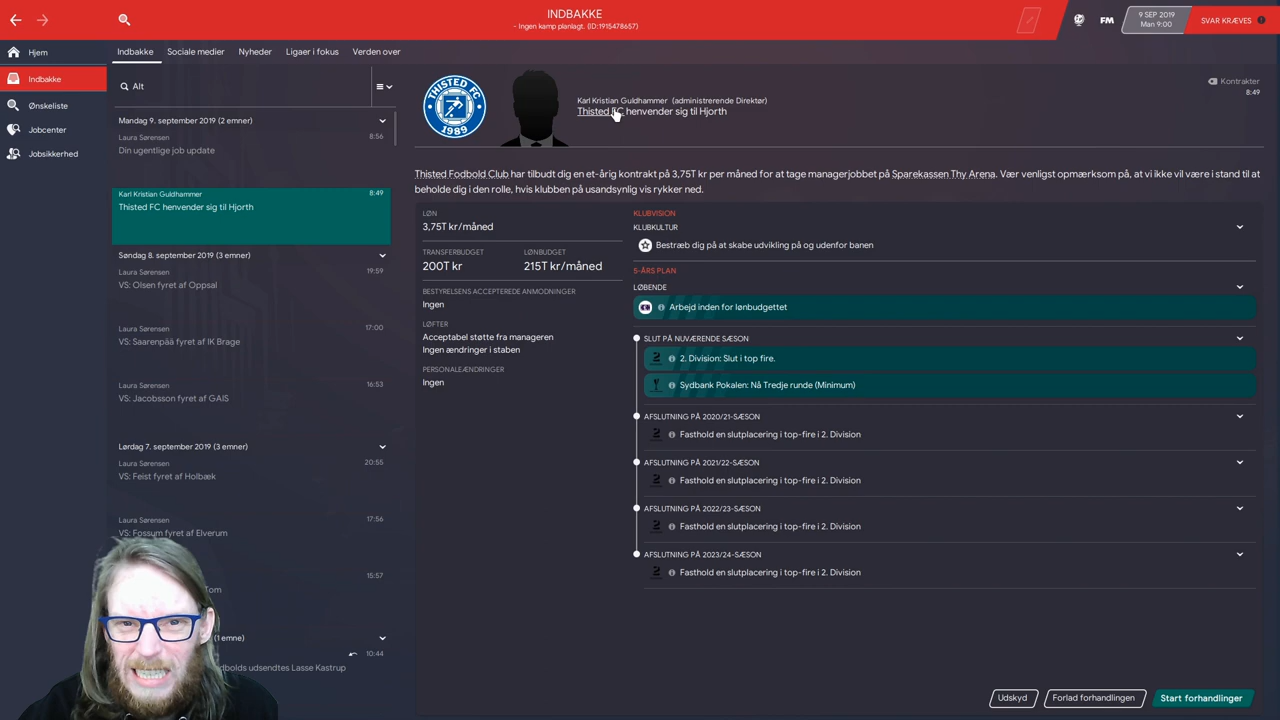 INDBAKKE
- Ingen kamp planlagt. (ID:1915478657)
FM
9 SEP 2019
Man 9:00
SVAR KRÆVES
Hjem
Indbakke
Ønskeliste
Jobcenter
Jobsikkerhed
Indbakke
Sociale medier
Nyheder
Ligaer i fokus
Verden over
Alt
Mandag 9. september 2019 (2 emner)
Laura Sørensen
8:56
Din ugentlige job update
Karl Kristian Guldhammer
8:49
Thisted FC henvender sig til Hjorth
Søndag 8. september 2019 (3 emner)
Laura Sørensen
19:59
VS: Olsen fyret af Oppsal
Laura Sørensen
17:00
VS: Saarenpää fyret af IK Brage
Laura Sørensen
16:53
VS: Jacobsson fyret af GAIS
Lørdag 7. september 2019 (3 emner)
Laura Sørensen
20:55
VS: Feist fyret af Holbæk
Laura Sørensen
17:56
VS: Fossum fyret af Elverum
15:57
Tom
(1 emne)
10:44
dbolds udsendtes Lasse Kastrup
THISTED FC
1989
Karl Kristian Guldhammer (administrerende Direktør)
Thisted FC henvender sig til Hjorth
Kontrakter
8:49
Thisted Fodbold Club har tilbudt dig en et-årig kontrakt på 3,75T kr per måned for at tage managerjobbet på Sparekassen Thy Arena. Vær venligst opmærksom på, at vi ikke vil være i stand til at
beholde dig i den rolle, hvis klubben på usandsynlig vis rykker ned.
LØN
3,75T kr/måned
TRANSFERBUDGET
200T kr
LØNBUDGET
215T kr/måned
BESTYRELSENS ACCEPTEREDE ANMODNINGER
Ingen
LØFTER
Acceptabel støtte fra manageren
Ingen ændringer i staben
PERSONALEÆNDRINGER
Ingen
KLUBVISION
KLUBKULTUR
Bestræb dig på at skabe udvikling på og udenfor banen
5-ÅRS PLAN
LØBENDE
Arbejd inden for lønbudgettet
SLUT PÅ NUVÆRENDE SÆSON
2. Division: Slut i top fire.
Sydbank Pokalen: Nå Tredje runde (Minimum)
AFSLUTNING PÅ 2020/21-SÆSON
Fasthold en slutplacering i top-fire i 2. Division
AFSLUTNING PÅ 2021/22-SÆSON
Fasthold en slutplacering i top-fire i 2. Division
AFSLUTNING PÅ 2022/23-SÆSON
Fasthold en slutplacering i top-fire i 2. Division
AFSLUTNING PÅ 2023/24-SÆSON
Fasthold en slutplacering i top-fire i 2. Division
Udskyd
Forlad forhandlingen
Start forhandlinger